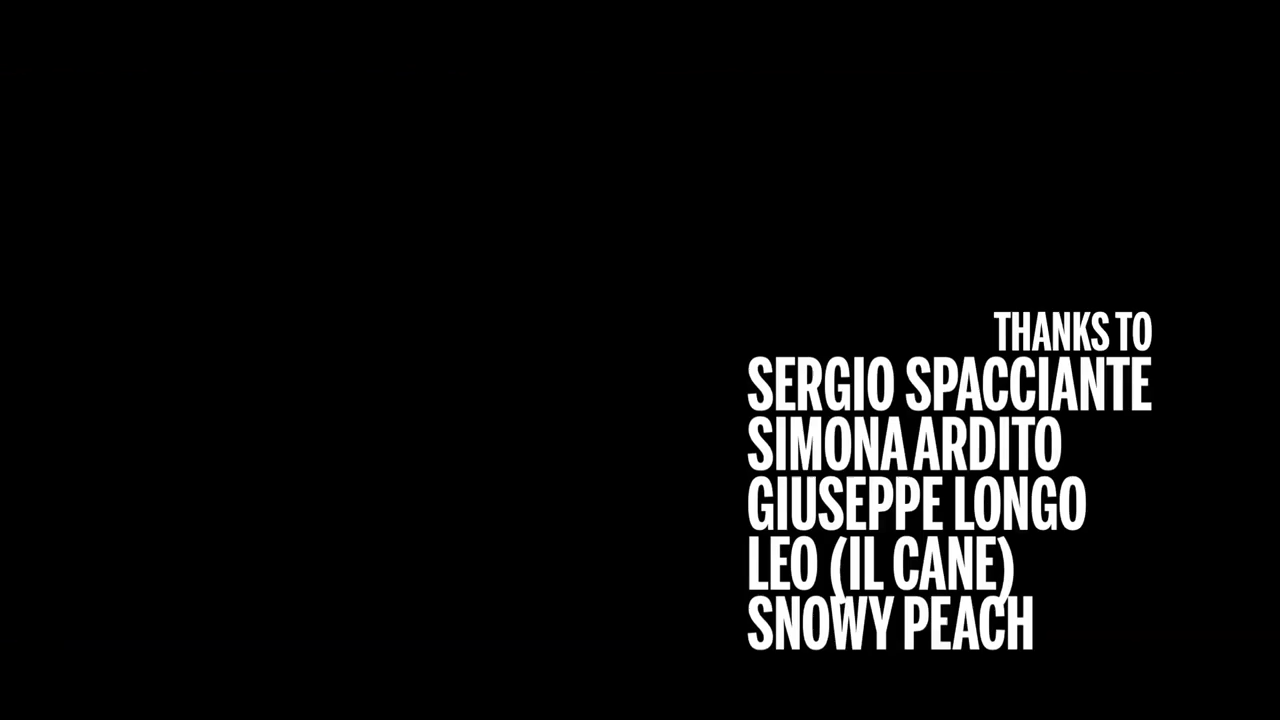 THANKS TO
SERGIO SPACCIANTE
SIMONA ARDITO
GIUSEPPE LONGO
LEO (IL CANE)
SNOWY PEACH